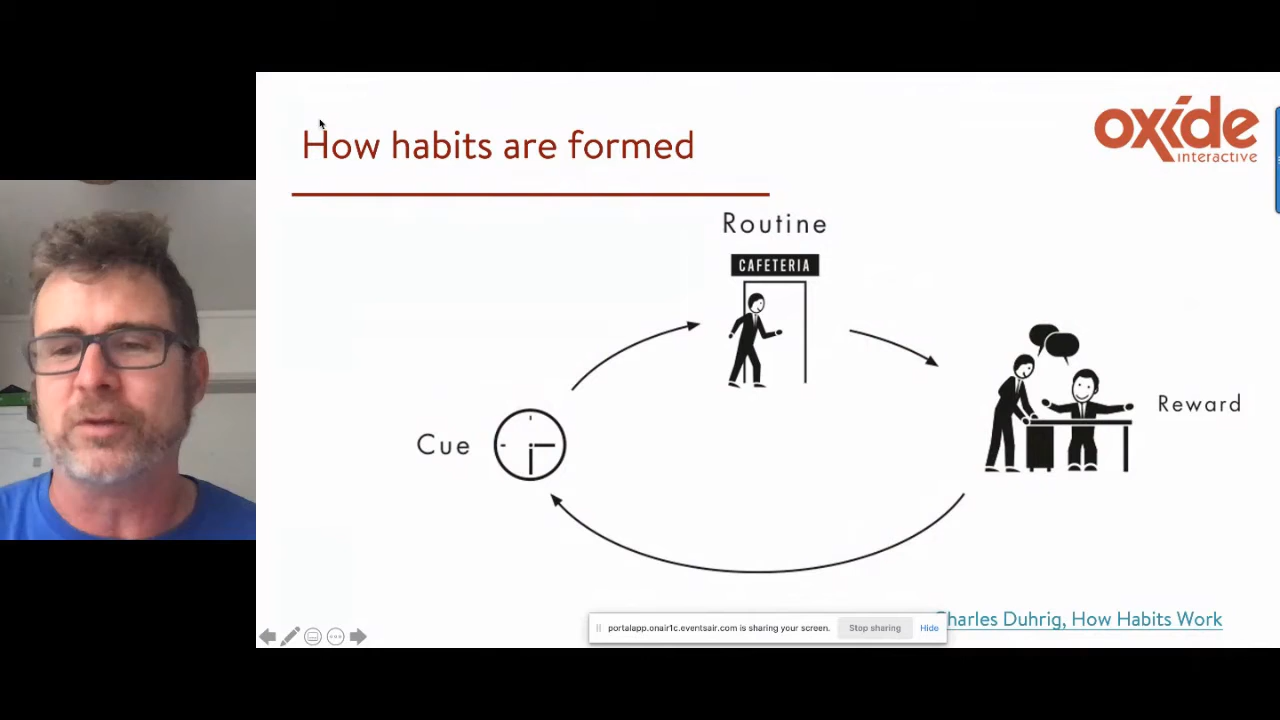 How habits are formed
oxide
interactive
Routine
CAFETERIA
Reward
Cue
Charles Duhrig, How Habits Work
portalapp.onair1c.eventsair.com is sharing your screen.
Stop sharing
Hide